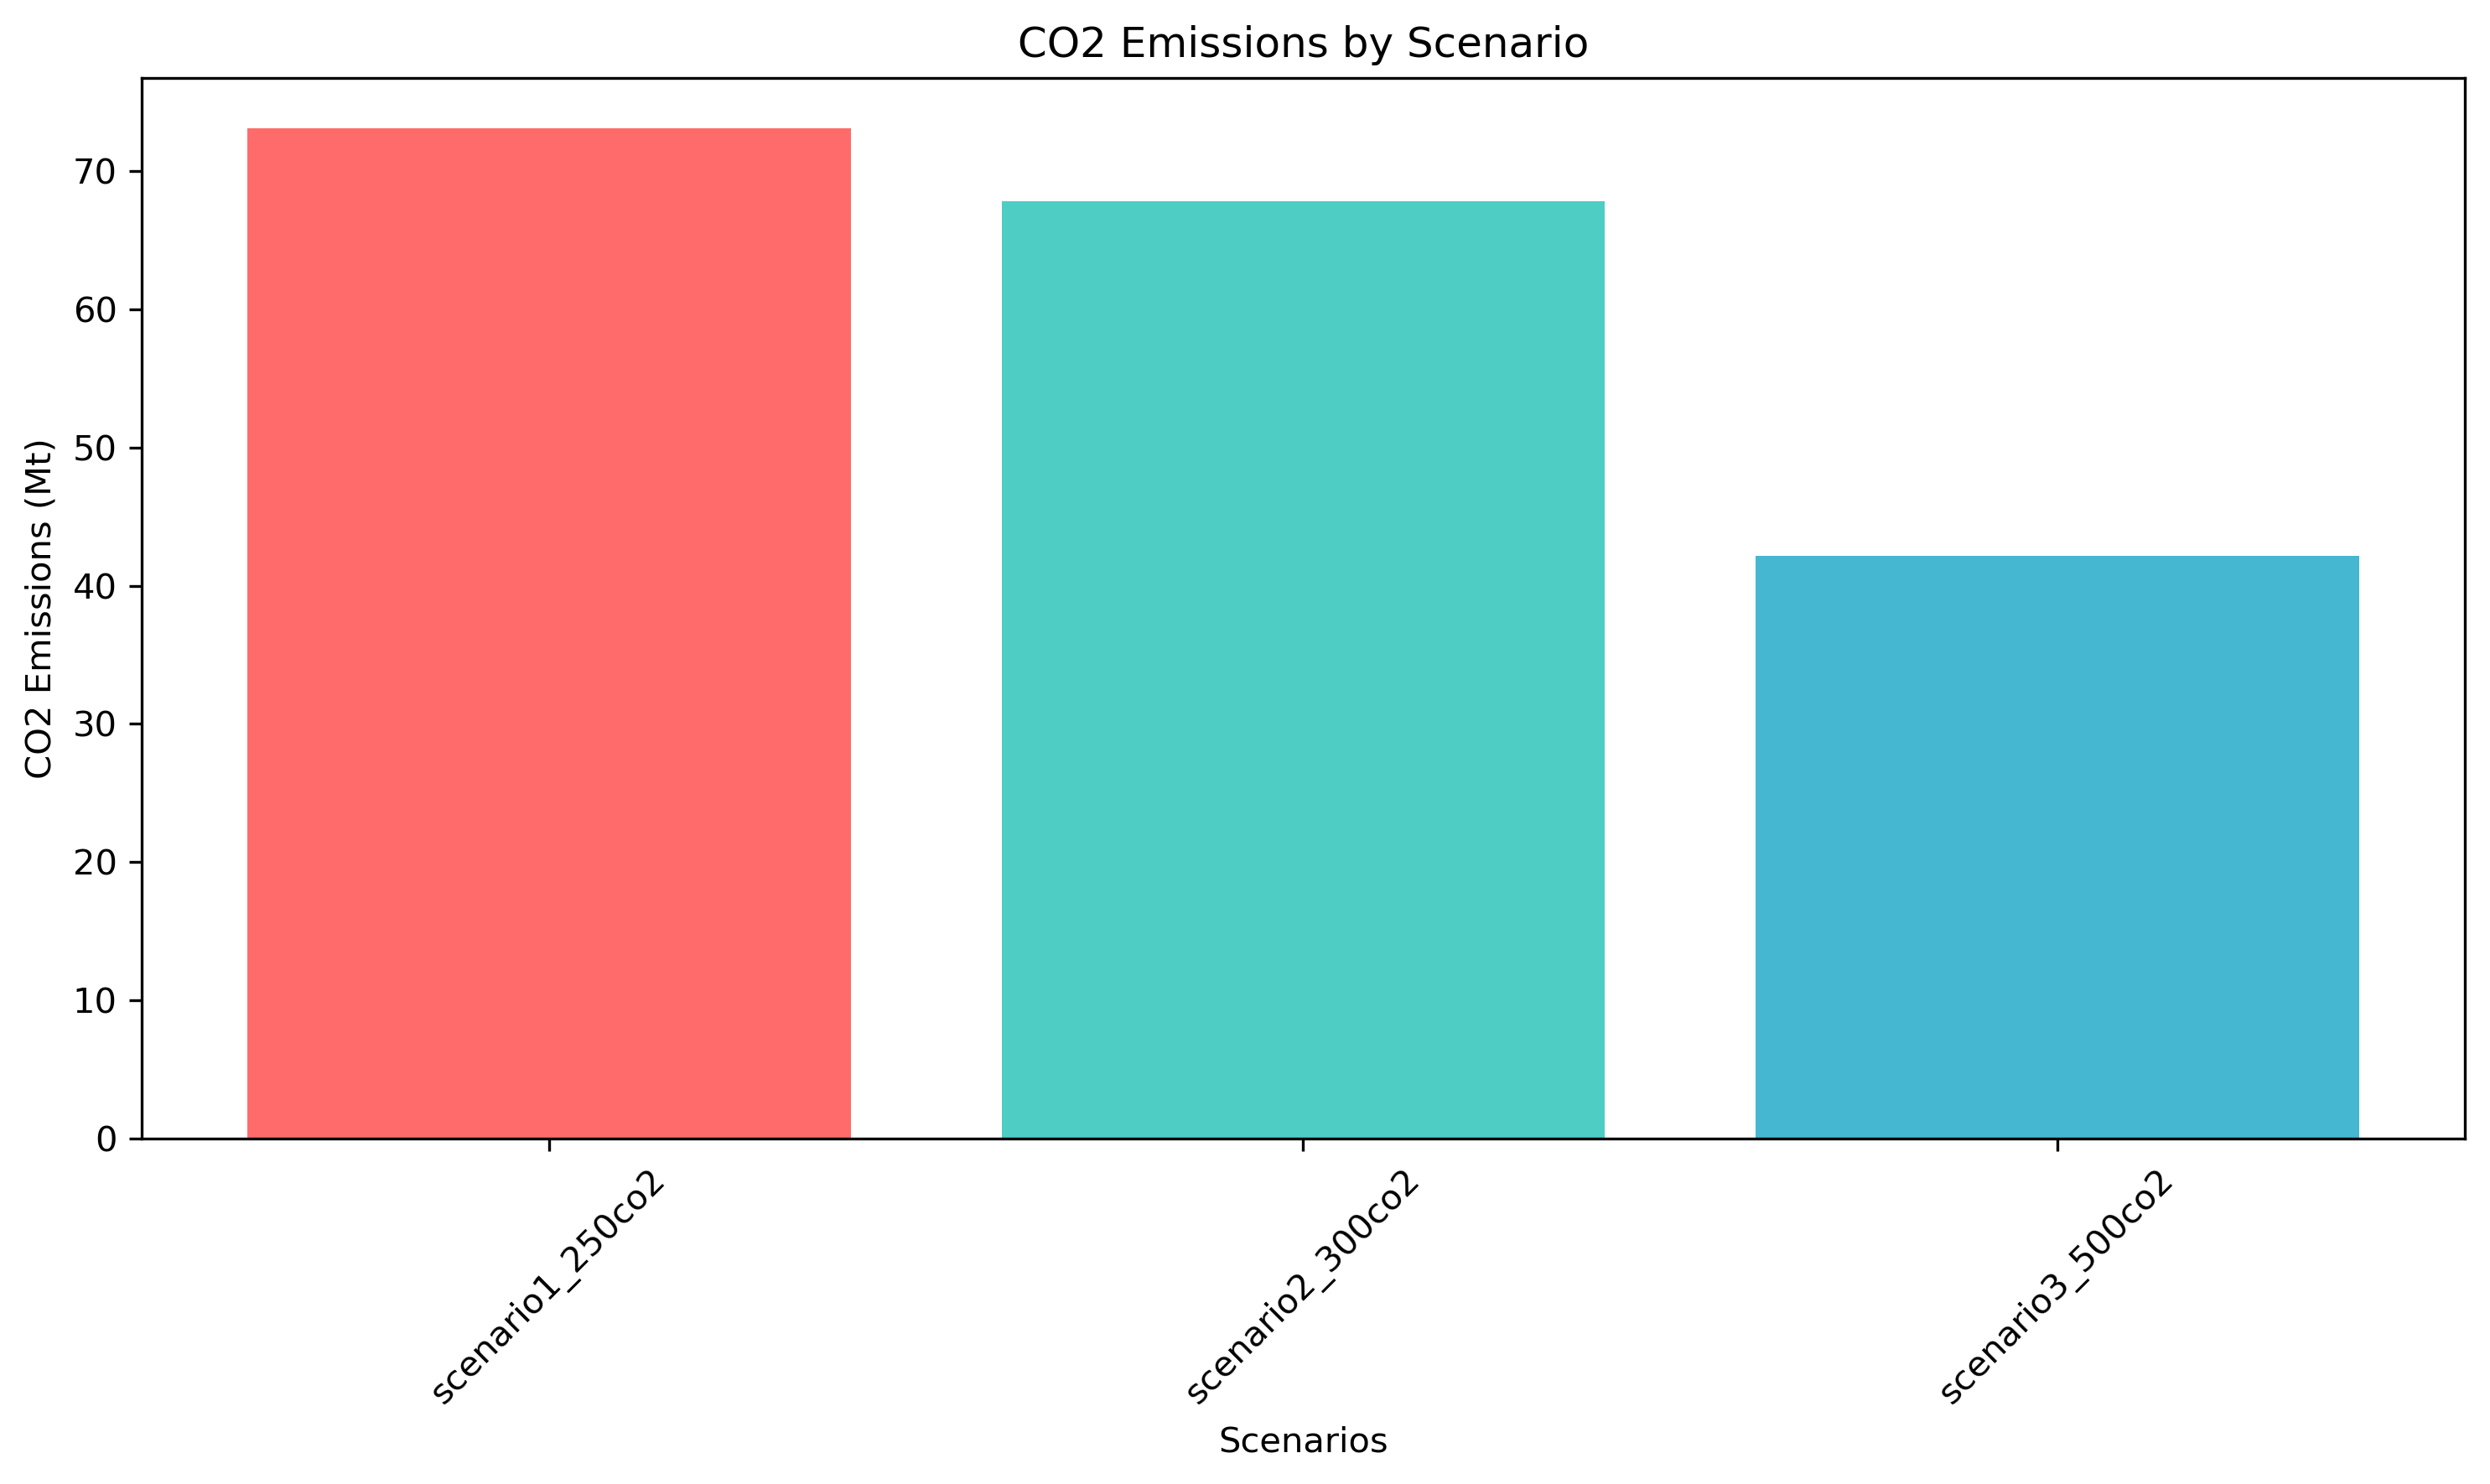 CO2 Emissions by Scenario
CO2 Emissions (Mt)
70
60
50
40
30
20
10
0
scenario1_250co2
scenario2_300co2
scenario3_500co2
Scenarios